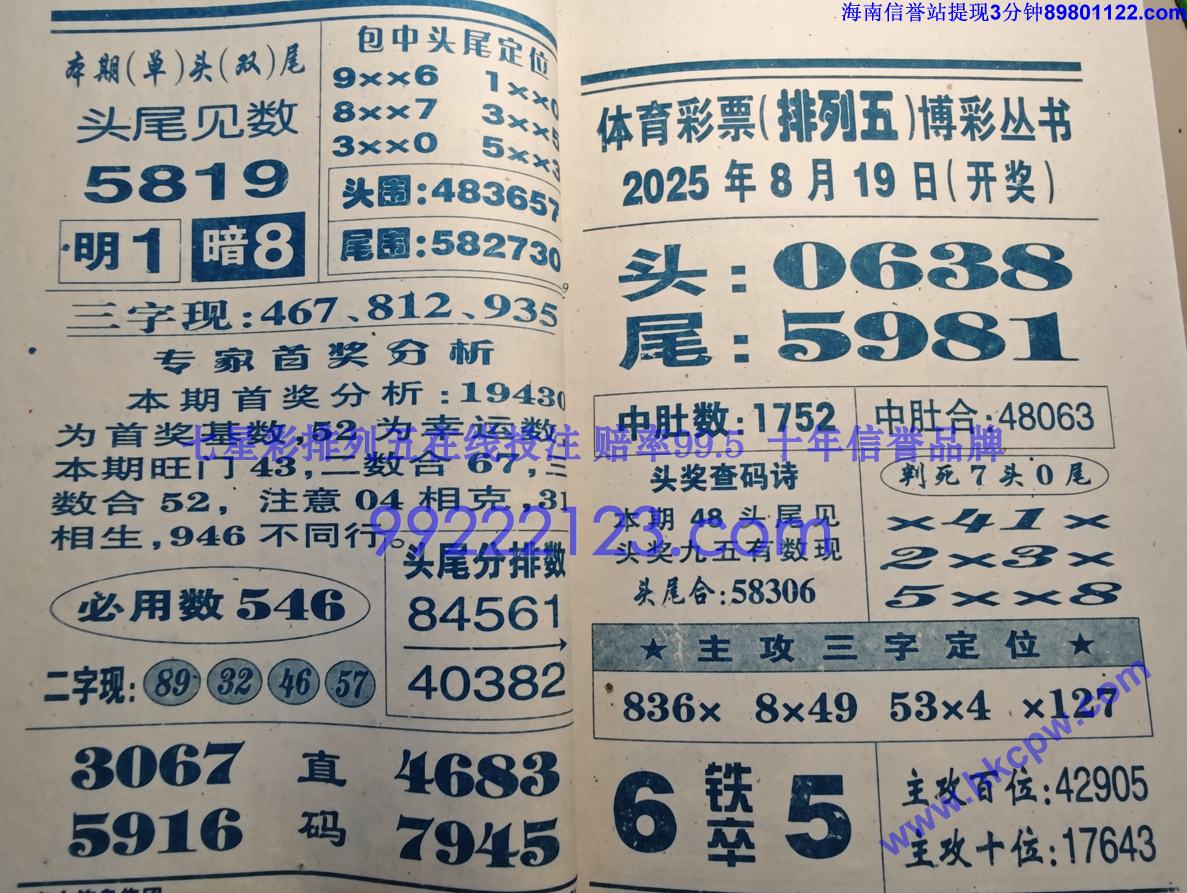 海南信誉站提现3分钟89801122.com
本期(单)头(双)尾
头尾见数
5819
明1 暗8
包中头尾定位
9××6 1××0
8××7 3××5
3××0 5××3
头围:483657
尾围:582730
三字现:467、812、935
专家首奖分析
本期首奖分析:19430
为首奖基数,52为幸运数,
本期旺门43,二数合67,三
数合52,注意04相克,31
相生,946不同行。
必用数546
二字现: 89 32 46 57
头尾分排数
84561
40382
3067 直 4683
5916 码 7945
体育彩票(排列五)博彩丛书
2025年8月19日(开奖)
头:0638
尾:5981
中肚数:1752 中肚合:48063
七星彩排列五在线投注 赔率99.5 十年信誉品牌
99222123.com
头奖查码诗
本期48头尾见
头奖九五有数现
头尾合:58306
判死7头0尾
×41×
2×3×
5××8
★主攻三字定位★
836× 8×49 53×4 ×127
6 铁卒 5
主攻百位:42905
主攻十位:17643
www.hkcpw.com